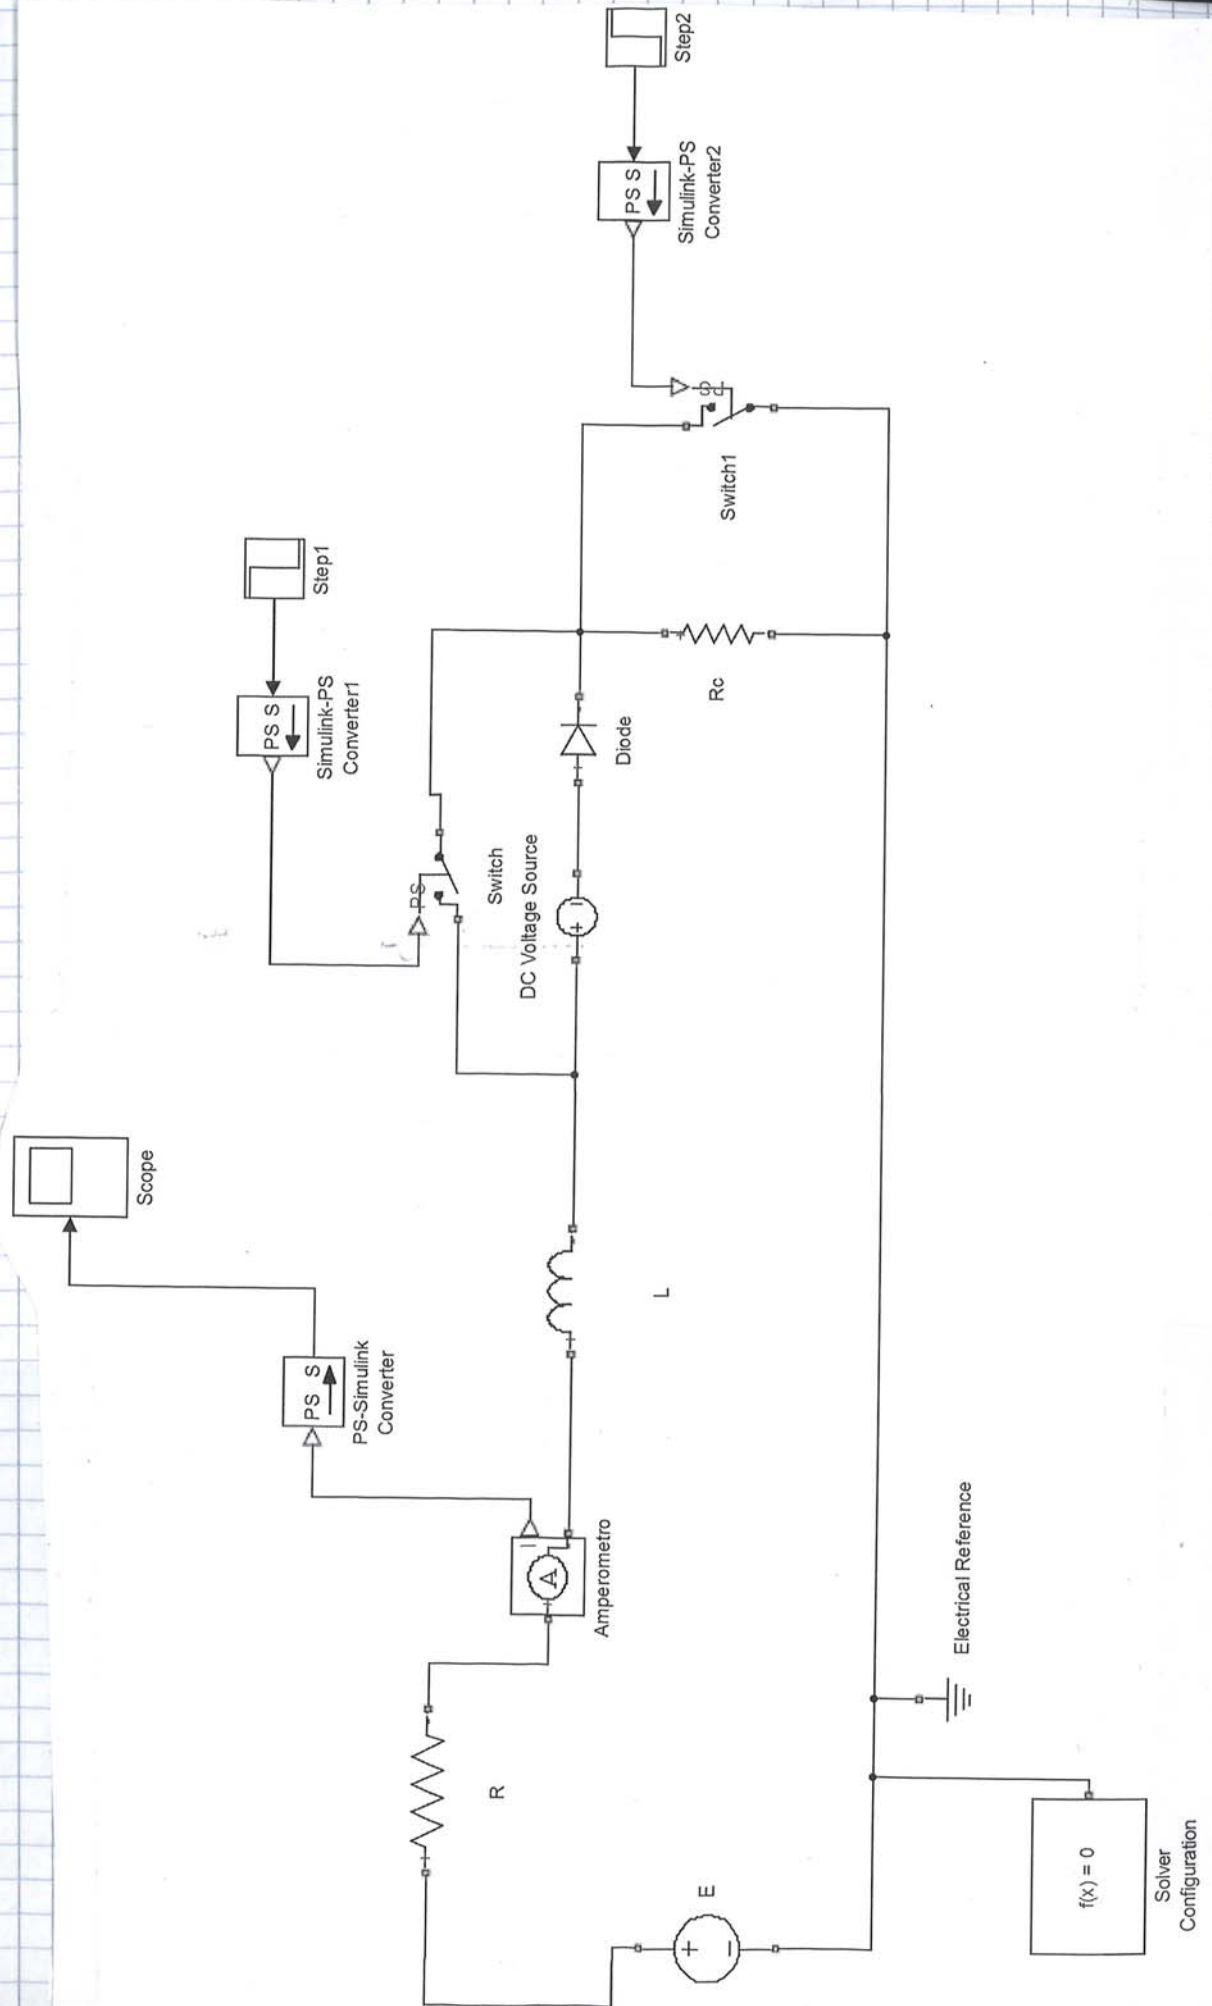 Scope
PS S
PS-Simulink
Converter
PS S
Simulink-PS
Converter1
Step1
PS
Switch
DC Voltage Source
+
Diode
R
+
I
A
+
Amperometro
+
L
Rc
+
PS S
Simulink-PS
Converter2
Step2
Switch1
E
+
f(x) = 0
Solver
Configuration
Electrical Reference